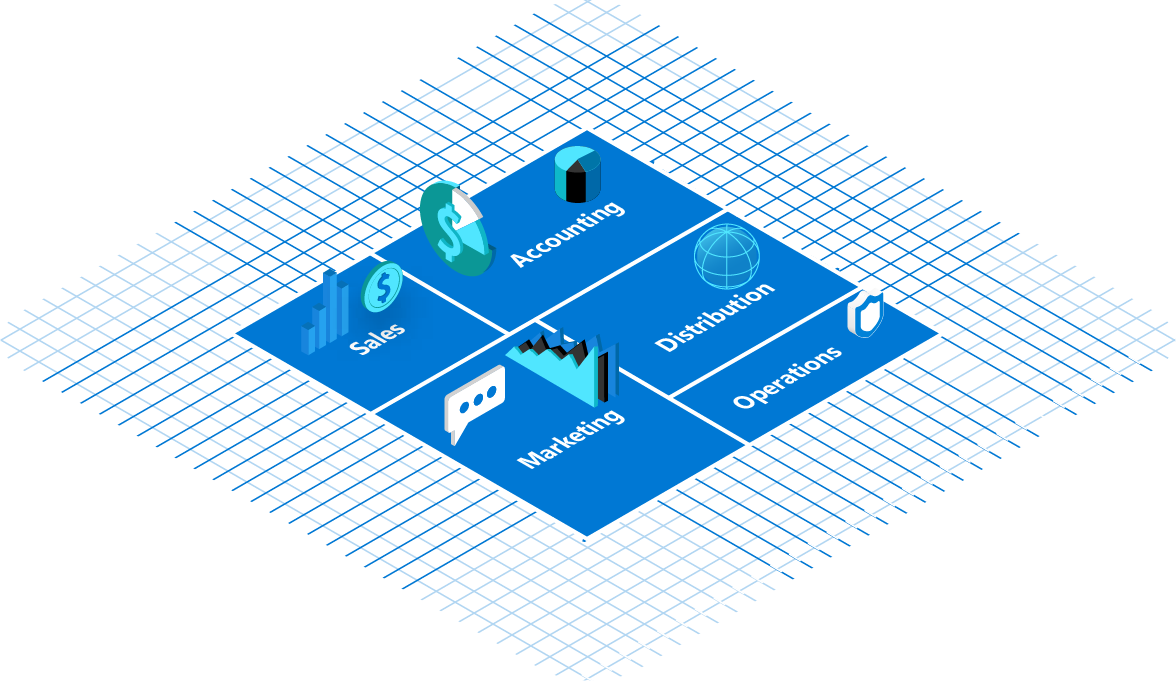 Accounting
Distribution
Sales
Operations
Marketing